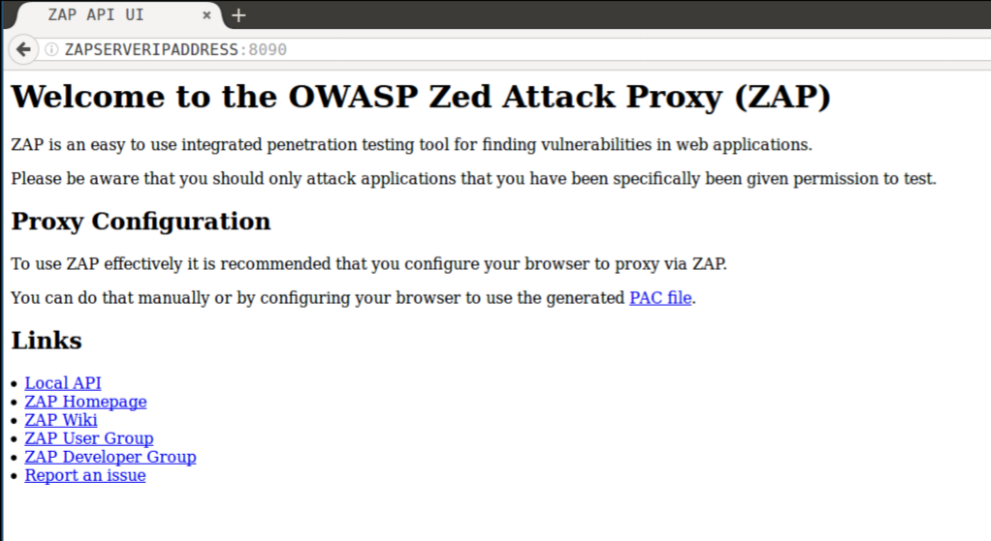 ZAP API UI
ZAPSERVERIPADDRESS:8090
Welcome to the OWASP Zed Attack Proxy (ZAP)
ZAP is an easy to use integrated penetration testing tool for finding vulnerabilities in web applications.
Please be aware that you should only attack applications that you have been specifically been given permission to test.
Proxy Configuration
To use ZAP effectively it is recommended that you configure your browser to proxy via ZAP.
You can do that manually or by configuring your browser to use the generated PAC file.
Links
• Local API
• ZAP Homepage
• ZAP Wiki
• ZAP User Group
• ZAP Developer Group
• Report an issue